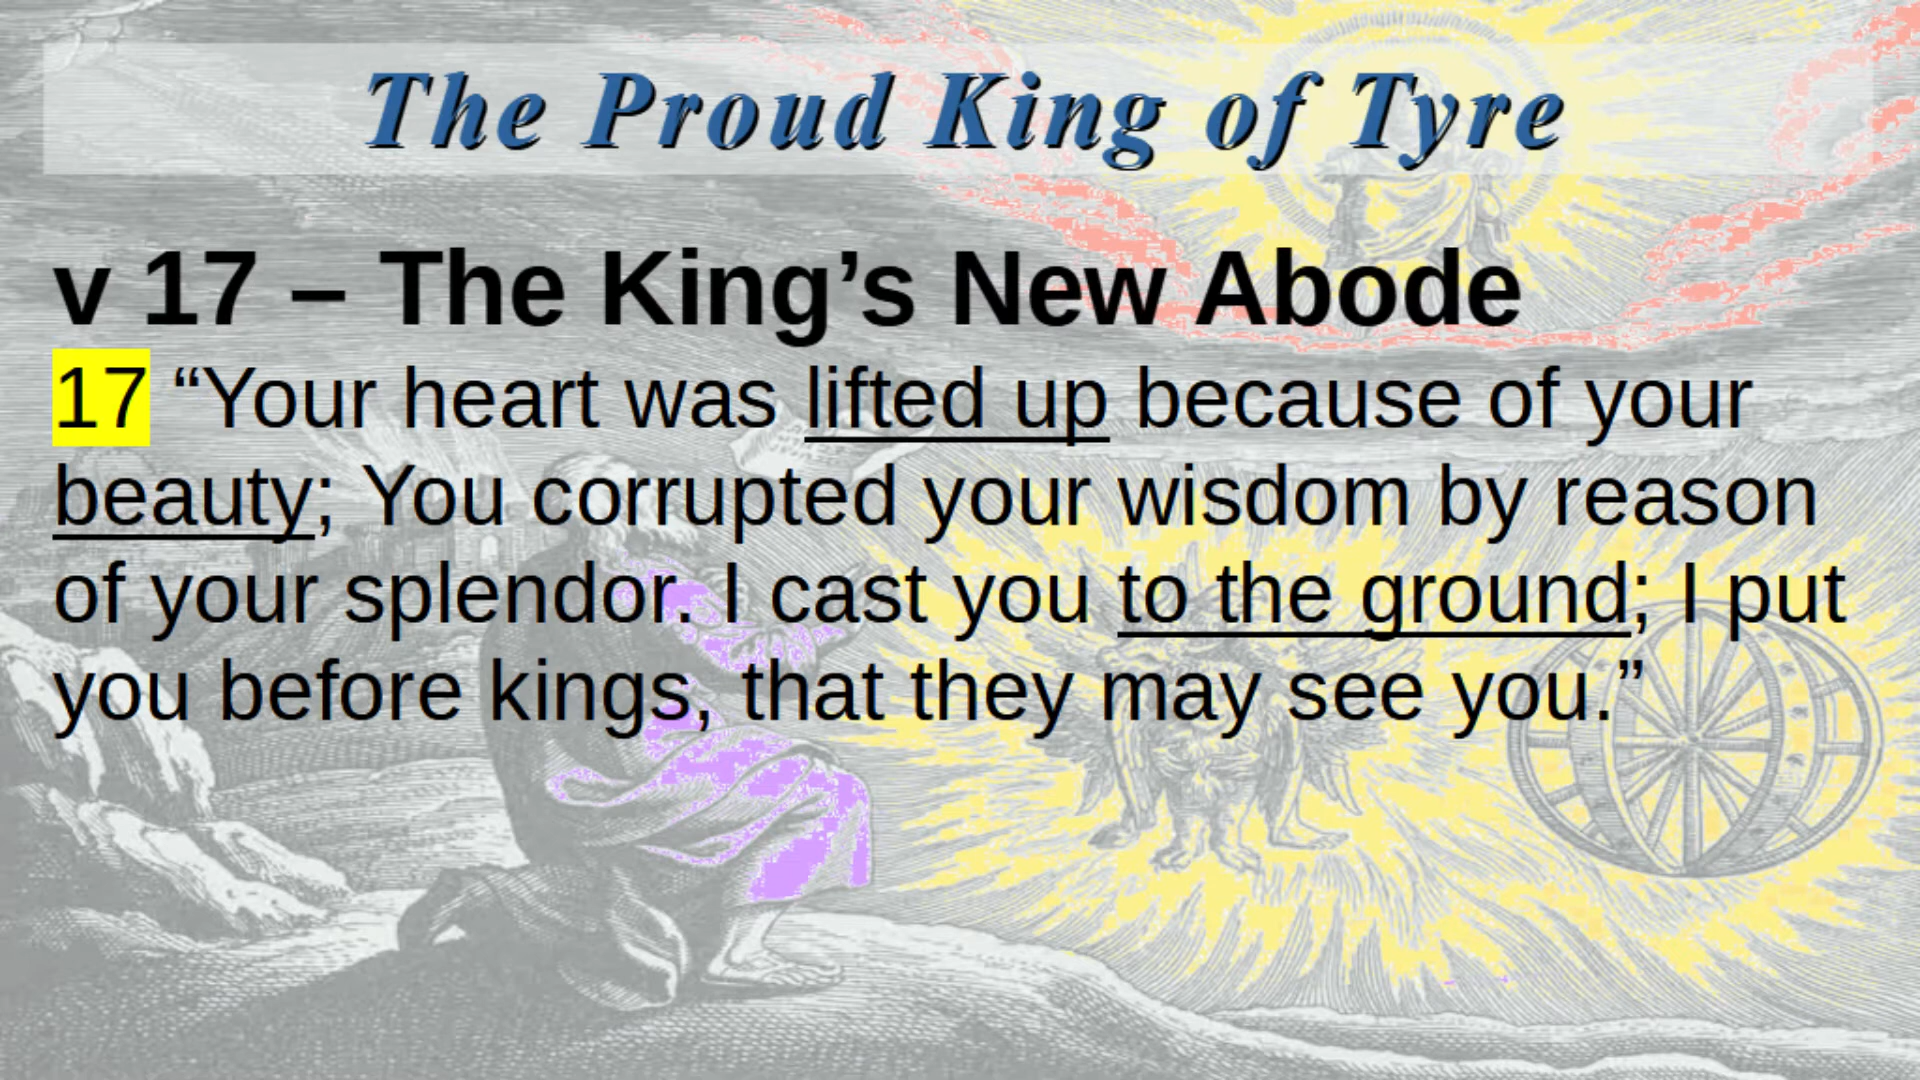 The Proud King of Tyre
v 17 – The King’s New Abode
17 “Your heart was lifted up because of your
beauty; You corrupted your wisdom by reason
of your splendor. I cast you to the ground; I put
you before kings, that they may see you.”